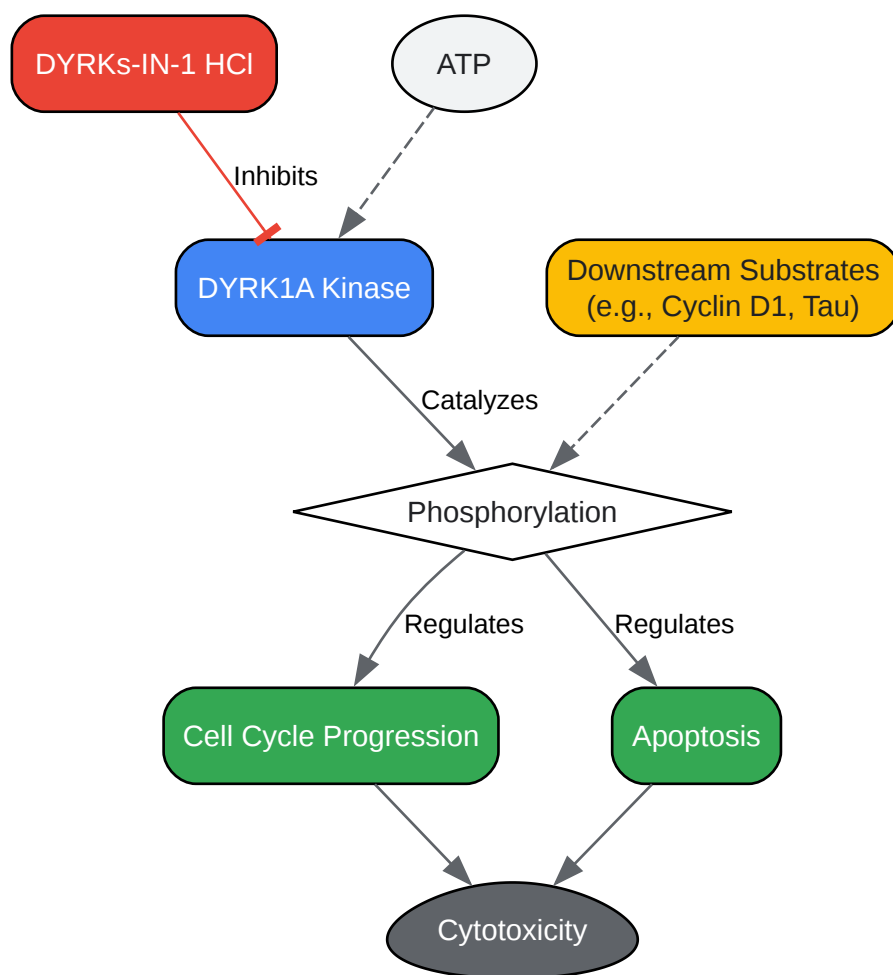 DYRKs-IN-1 HCl
ATP
Inhibits
DYRK1A Kinase
Downstream Substrates
(e.g., Cyclin D1, Tau)
Catalyzes
Phosphorylation
Regulates
Regulates
Cell Cycle Progression
Apoptosis
Cytotoxicity